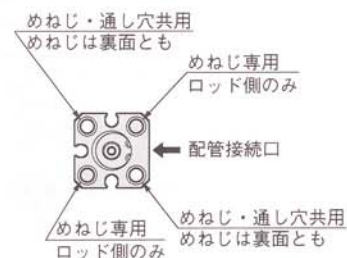 めねじ・通し穴共用
めねじは裏面とも
めねじ専用
ロッド側のみ
配管接続口
めねじ専用
ロッド側のみ
めねじ・通し穴共用
めねじは裏面とも